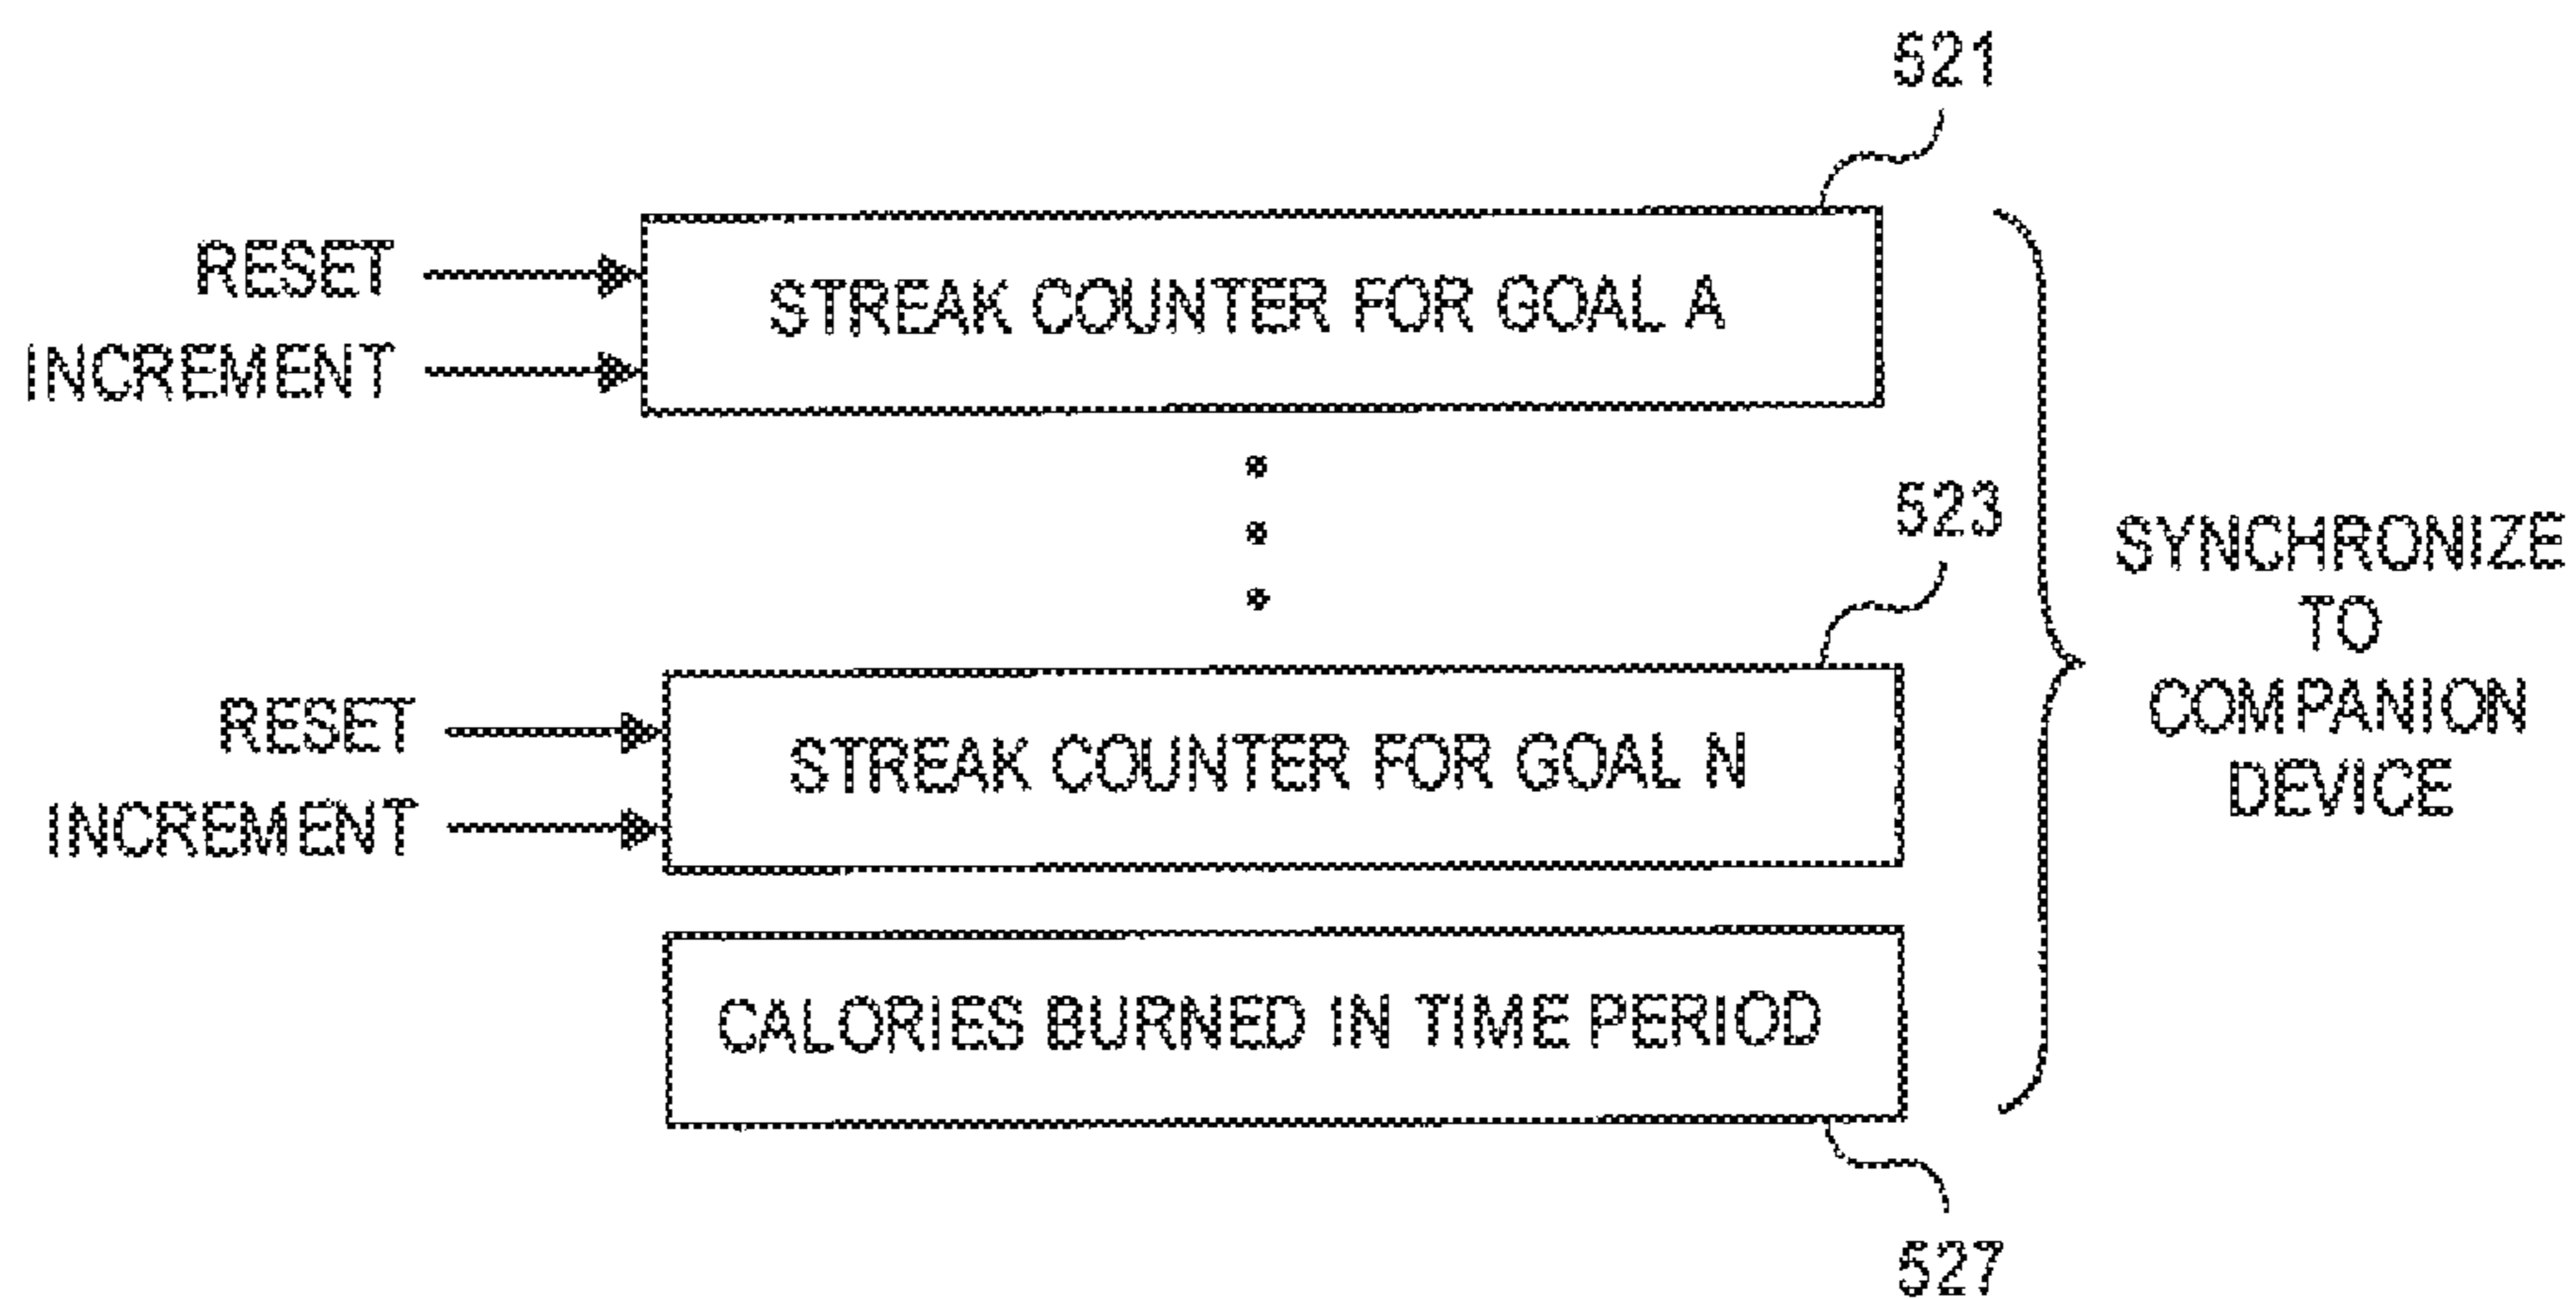 521
RESET
STREAK COUNTER FOR GOAL A
INCREMENT
523
SYNCHRONIZE
TO
COMPANION
DEVICE
RESET
STREAK COUNTER FOR GOAL N
INCREMENT
CALORIES BURNED IN TIME PERIOD
527